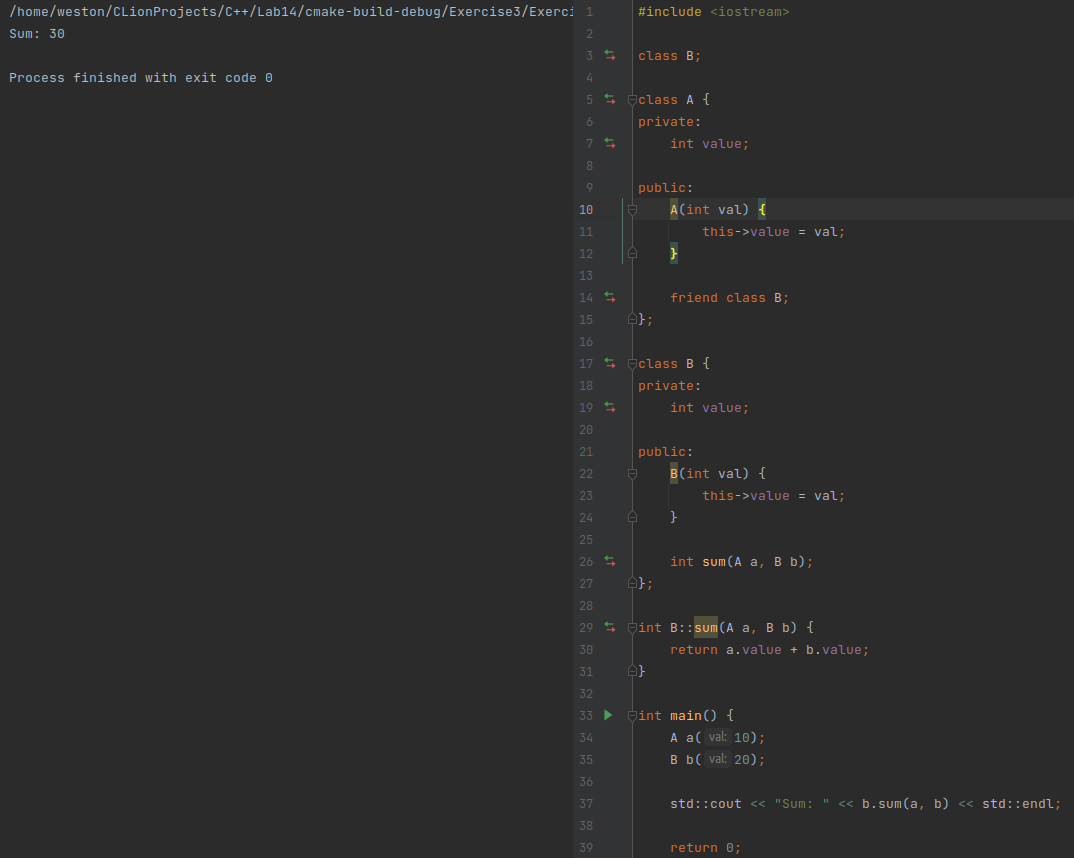 /home/weston/CLionProjects/C++/Lab14/cmake-build-debug/Exercise3/Exerci
Sum: 30
Process finished with exit code 0
1 #include <iostream>
2
3 class B;
4
5 class A {
6 private:
7     int value;
8
9 public:
10     A(int val) {
11         this->value = val;
12     }
13
14     friend class B;
15 };
16
17 class B {
18 private:
19     int value;
20
21 public:
22     B(int val) {
23         this->value = val;
24     }
25
26     int sum(A a, B b);
27 };
28
29 int B::sum(A a, B b) {
30     return a.value + b.value;
31 }
32
33 int main() {
34     A a( val: 10);
35     B b( val: 20);
36
37     std::cout << "Sum: " << b.sum(a, b) << std::endl;
38
39     return 0;